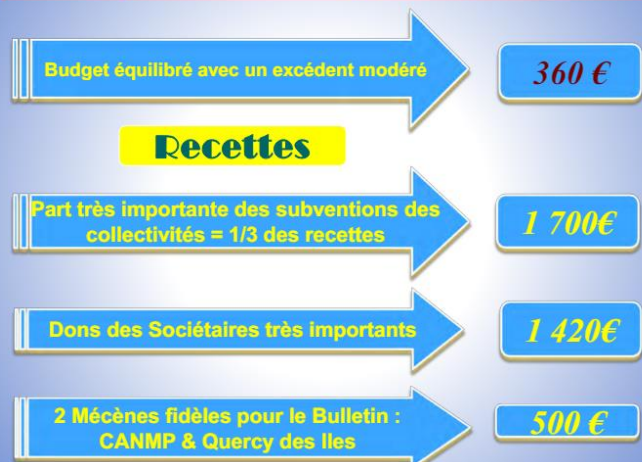 Budget équilibré avec un excédent modéré
360 €
Recettes
Part très importante des subventions des
collectivités = 1/3 des recettes
1 700€
Dons des Sociétaires très importants
1 420€
2 Mécènes fidèles pour le Bulletin :
CANMP & Quercy des Iles
500 €